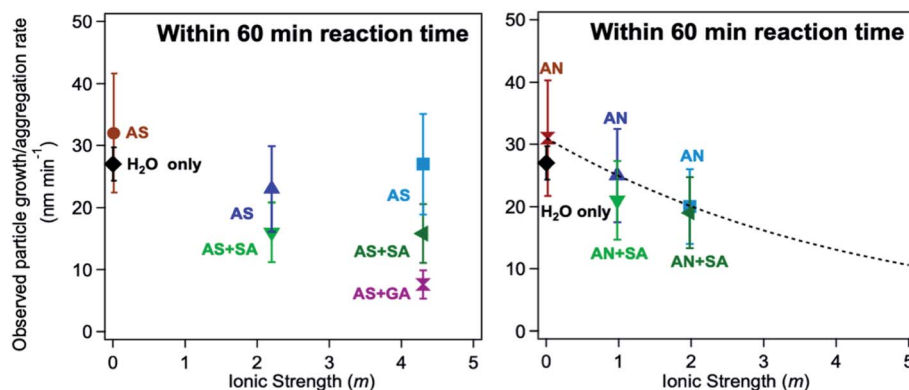 Observed particle growth/aggregation rate
(nm min⁻¹)
50
40
30
20
10
0
Within 60 min reaction time
AS
H₂O only
AS
AS
AS+SA
AS+SA
AS+GA
0
1
2
3
4
5
Ionic Strength (m)
50
40
30
20
10
0
Within 60 min reaction time
AN
AN
AN
H₂O only
AN+SA
AN+SA
0
1
2
3
4
5
Ionic Strength (m)